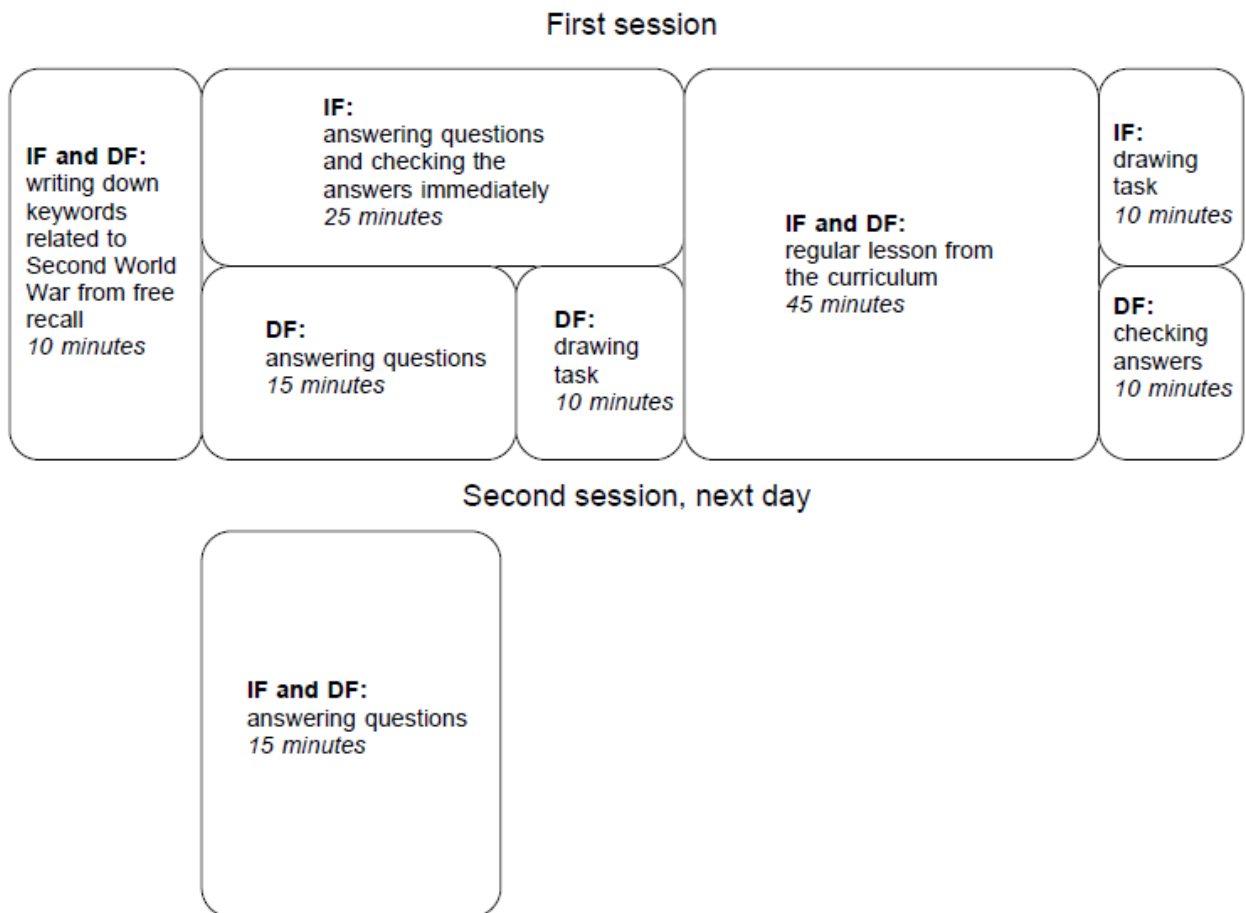 First session
IF and DF:
writing down
keywords
related to
Second World
War from free
recall
10 minutes
IF:
answering questions
and checking the
answers immediately
25 minutes
DF:
answering questions
15 minutes
DF:
drawing
task
10 minutes
IF and DF:
regular lesson from
the curriculum
45 minutes
IF:
drawing
task
10 minutes
DF:
checking
answers
10 minutes
Second session, next day
IF and DF:
answering questions
15 minutes